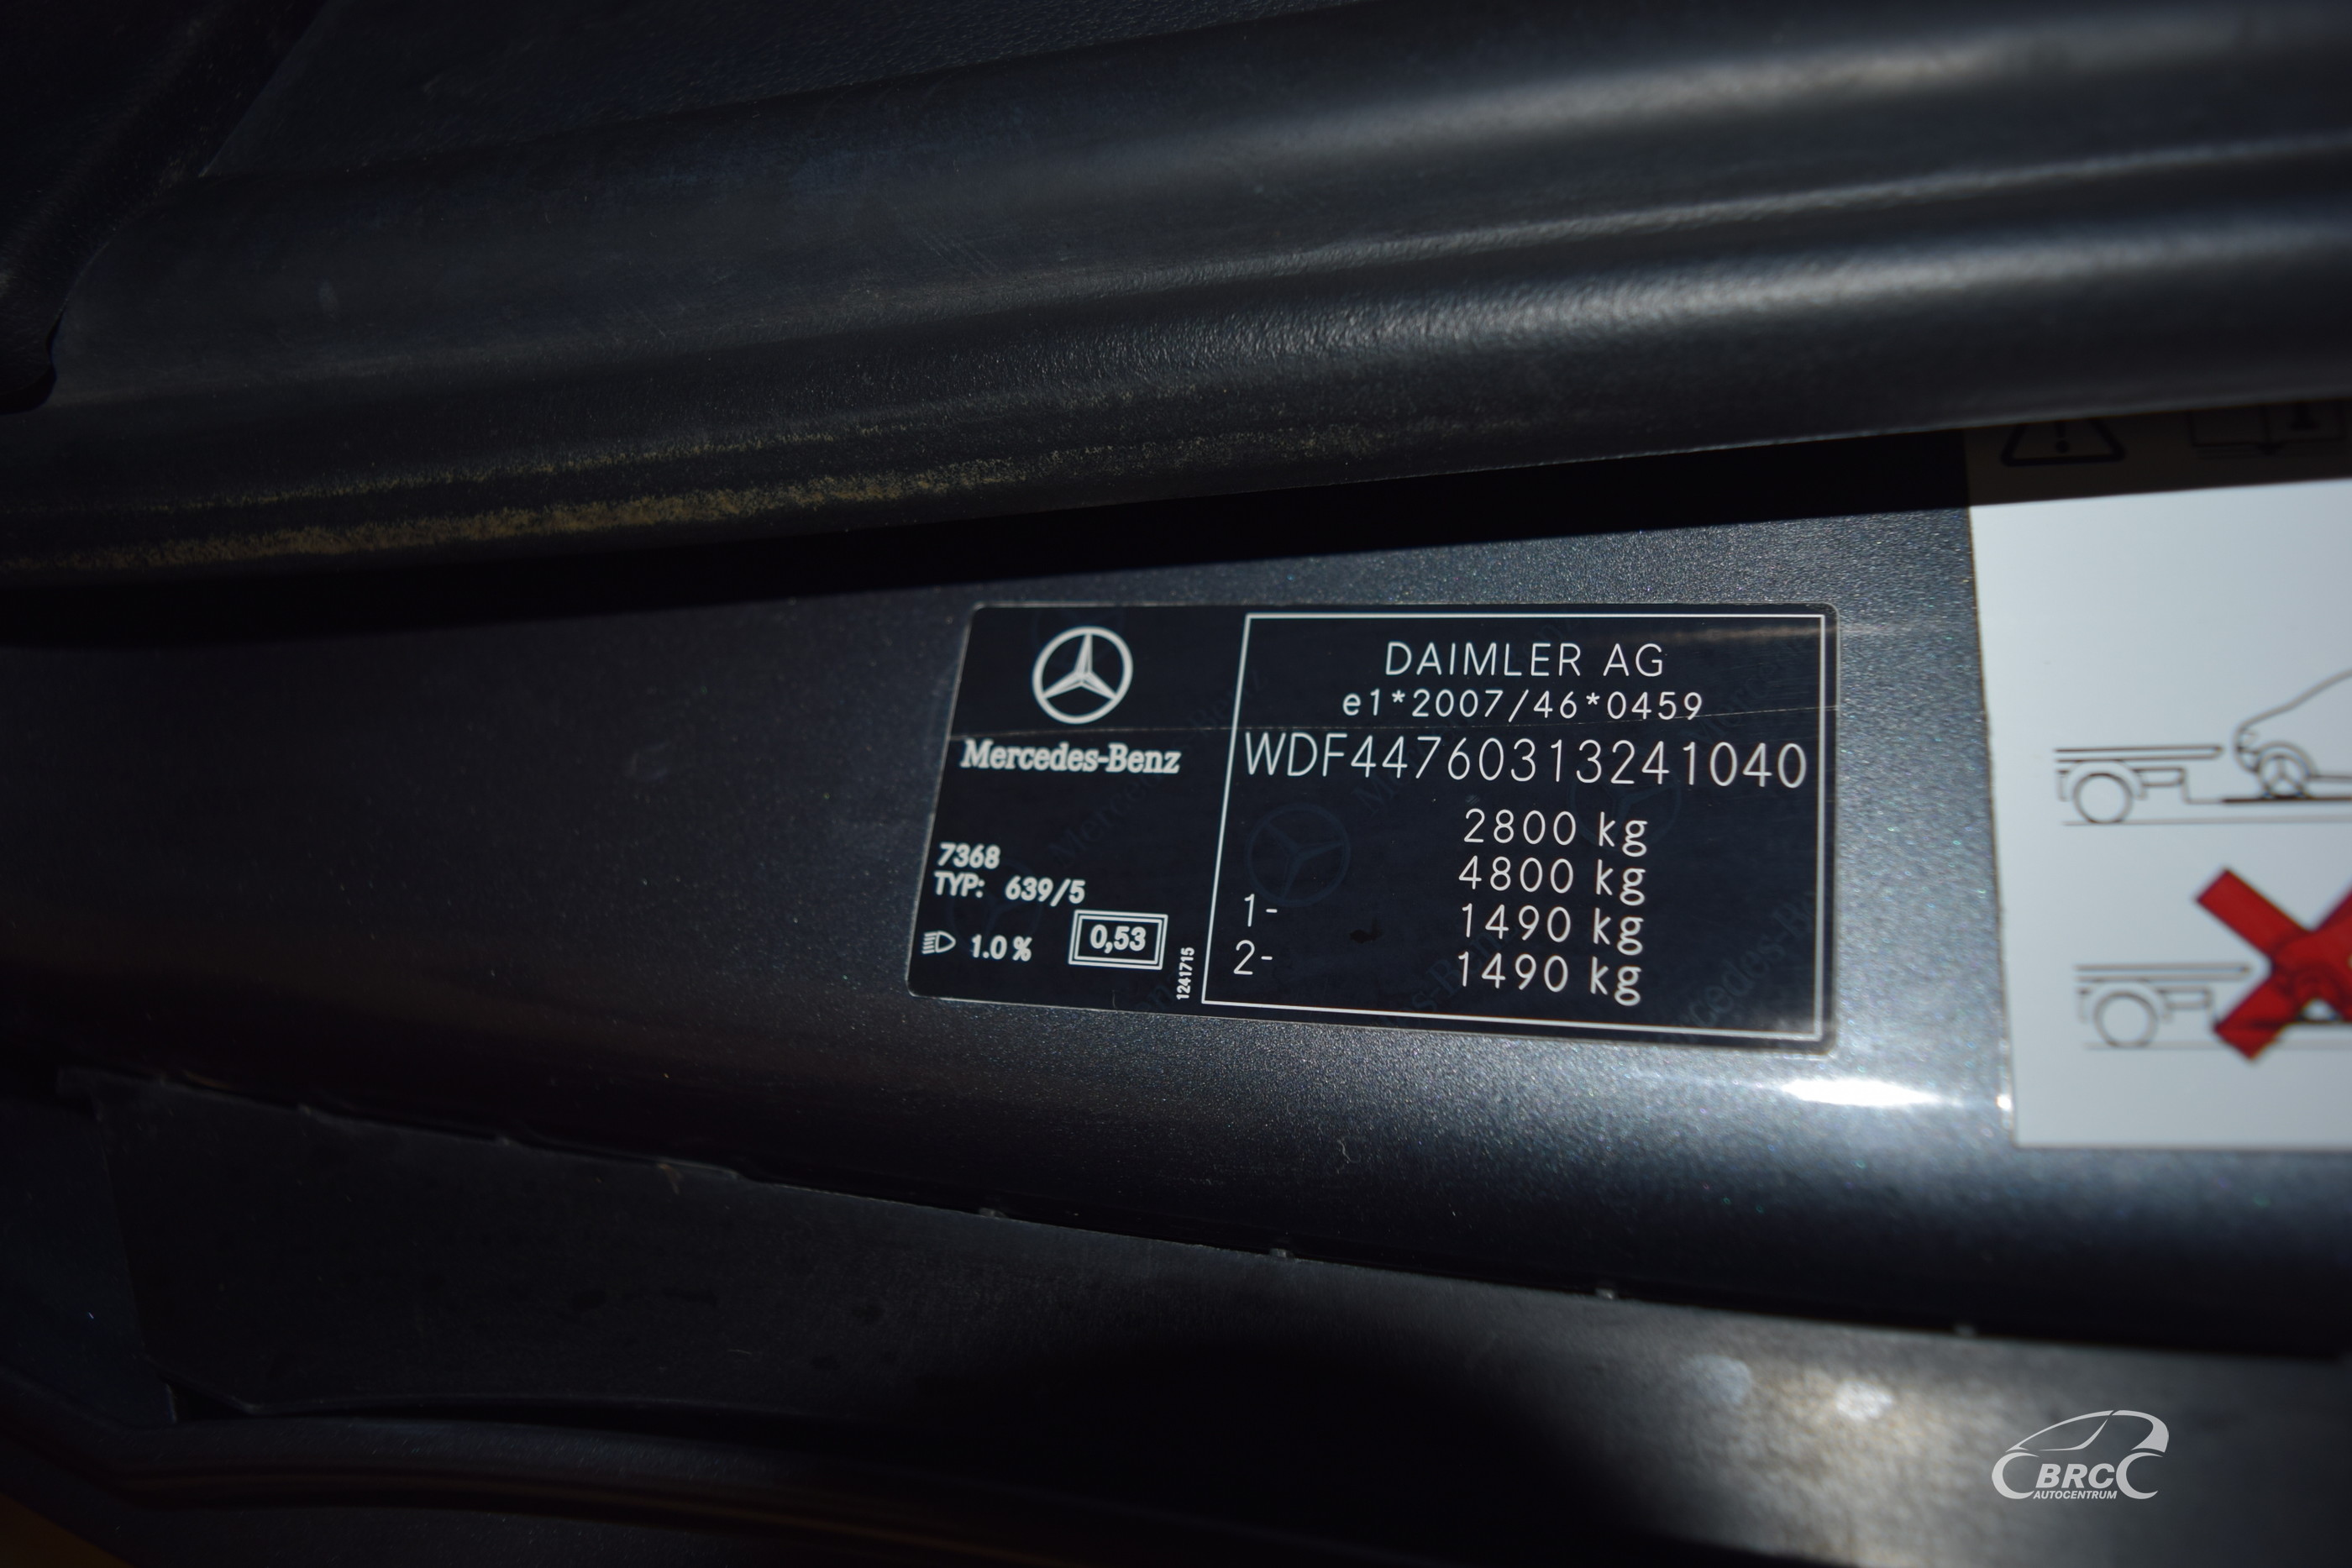 Mercedes-Benz
7368
TYP: 639/5
1.0 %
0,53
1241715
DAIMLER AG
e1*2007/46*0459
WDF44760313241040
2800 kg
4800 kg
1- 1490 kg
2- 1490 kg
BRC
AUTOCENTRUM